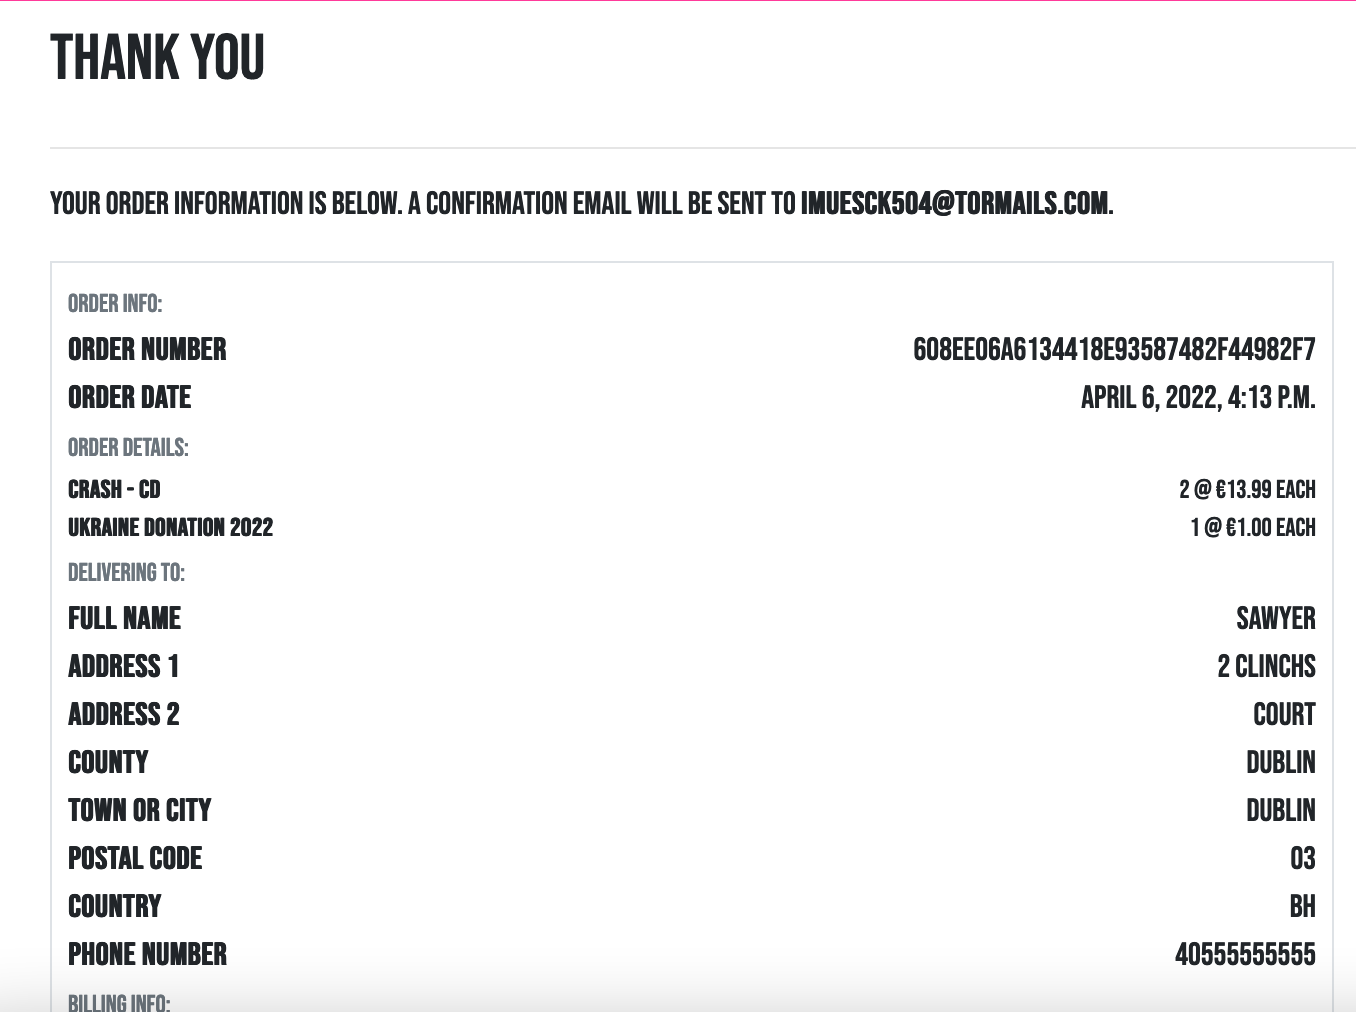 THANK YOU
YOUR ORDER INFORMATION IS BELOW. A CONFIRMATION EMAIL WILL BE SENT TO IMUESCK504@TORMAILS.COM.
ORDER INFO:
ORDER NUMBER 608EE06A6134418E93587482F44982F7
ORDER DATE APRIL 6, 2022, 4:13 P.M.
ORDER DETAILS:
CRASH - CD 2 @ €13.99 EACH
UKRAINE DONATION 2022 1 @ €1.00 EACH
DELIVERING TO:
FULL NAME SAWYER
ADDRESS 1 2 CLINCHS
ADDRESS 2 COURT
COUNTY DUBLIN
TOWN OR CITY DUBLIN
POSTAL CODE 03
COUNTRY BH
PHONE NUMBER 40555555555
BILLING INFO: